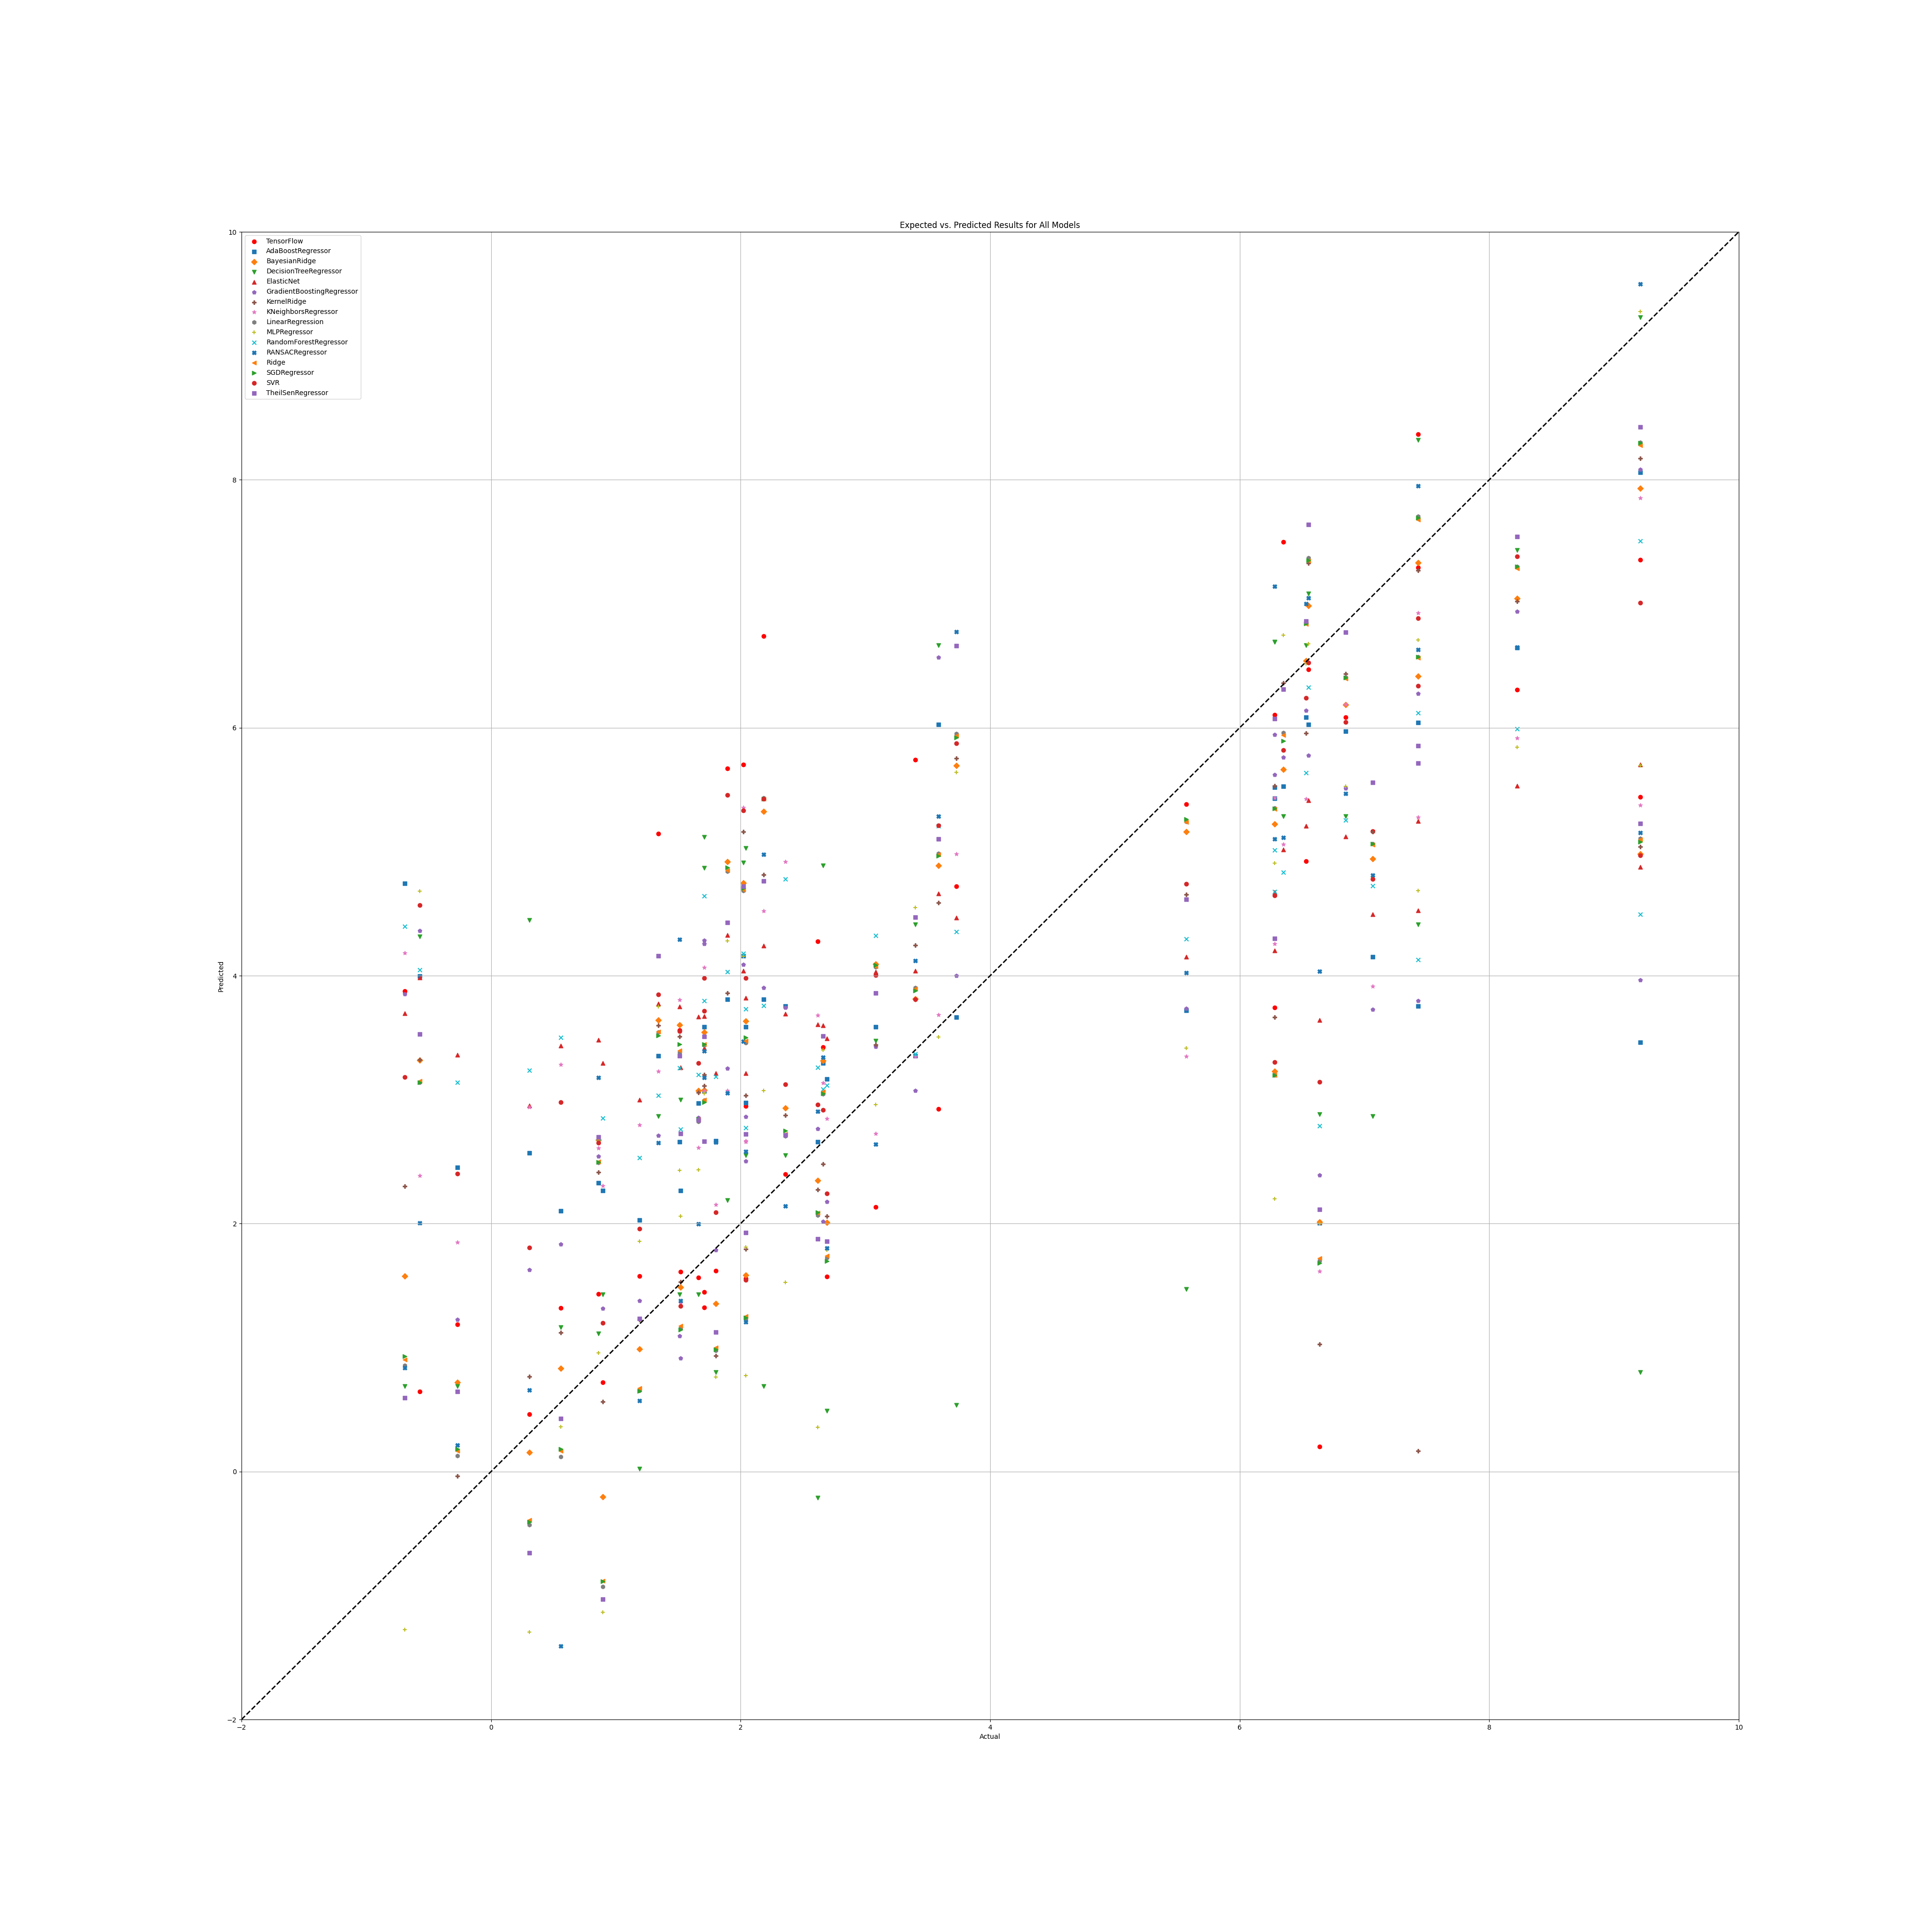 Expected vs. Predicted Results for All Models
10
TensorFlow
AdaBoostRegressor
BayesianRidge
DecisionTreeRegressor
ElasticNet
GradientBoostingRegressor
KernelRidge
KNeighborsRegressor
LinearRegression
MLPRegressor
RandomForestRegressor
RANSACRegressor
Ridge
SGDRegressor
SVR
TheilSenRegressor
8
6
4
2
0
−2
Predicted
−2 0 2 4 6 8 10
Actual